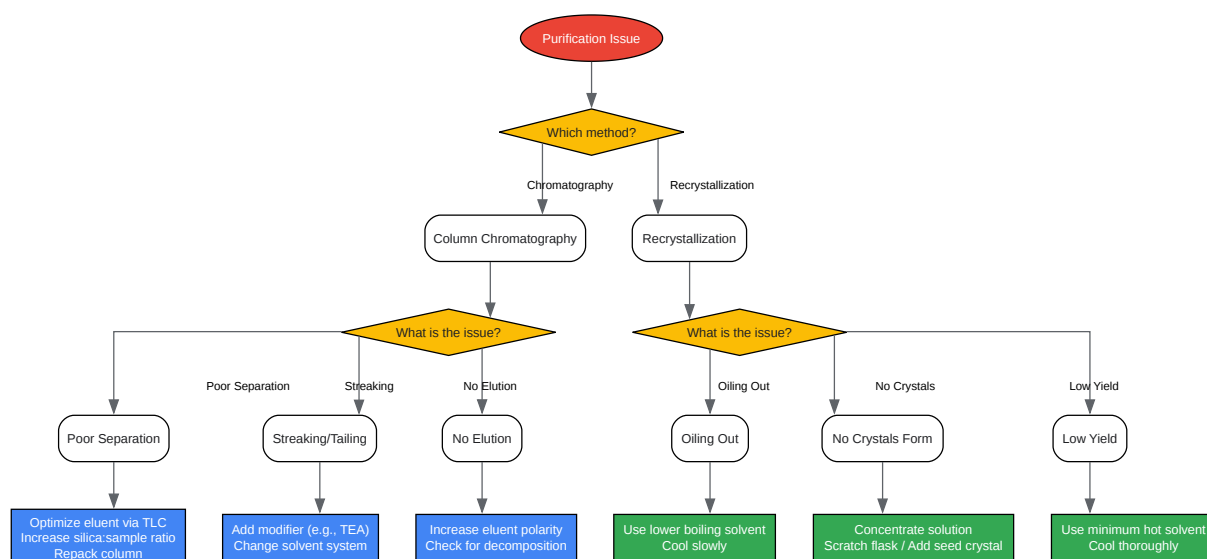 Purification Issue
Which method?
Chromatography
Recrystallization
Column Chromatography
Recrystallization
What is the issue?
What is the issue?
Poor Separation
Streaking
No Elution
Oiling Out
No Crystals
Low Yield
Poor Separation
Streaking/Tailing
No Elution
Oiling Out
No Crystals Form
Low Yield
Optimize eluent via TLC
Increase silica:sample ratio
Repack column
Add modifier (e.g., TEA)
Change solvent system
Increase eluent polarity
Check for decomposition
Use lower boiling solvent
Cool slowly
Concentrate solution
Scratch flask / Add seed crystal
Use minimum hot solvent
Cool thoroughly